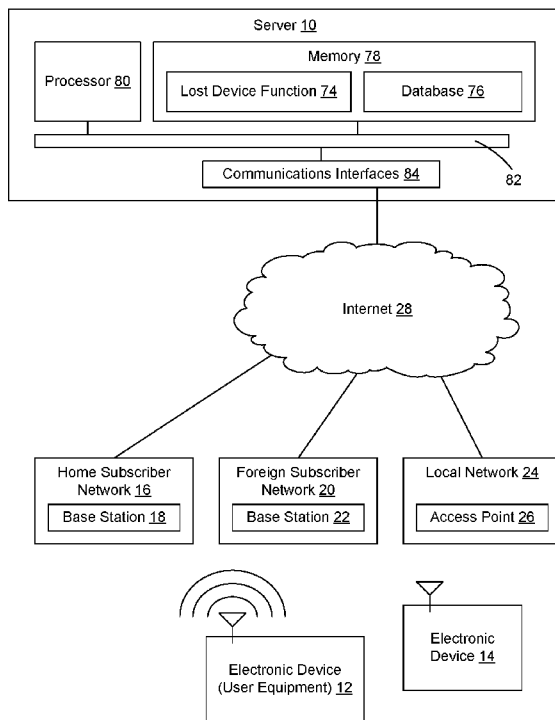 Server 10
Processor 80
Memory 78
Lost Device Function 74
Database 76
82
Communications Interfaces 84
Internet 28
Home Subscriber
Network 16
Base Station 18
Foreign Subscriber
Network 20
Base Station 22
Local Network 24
Access Point 26
Electronic Device
(User Equipment) 12
Electronic
Device 14